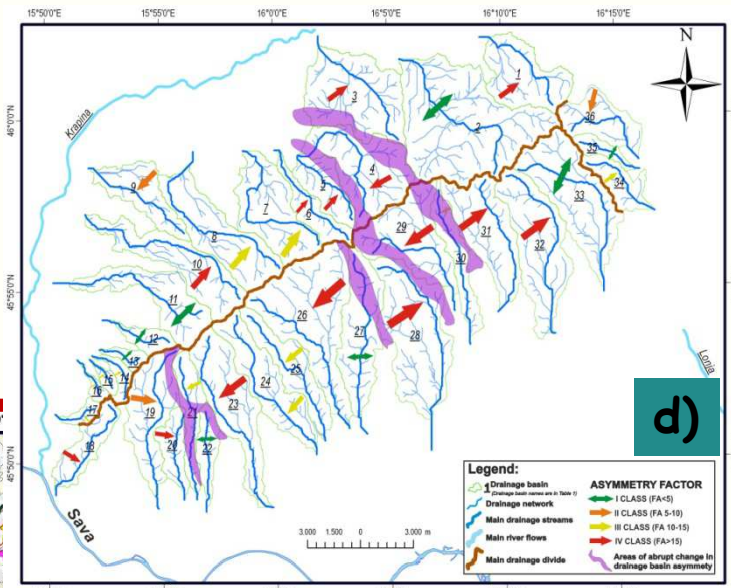 15°50'0"E 15°55'0"E 16°0'0"E 16°5'0"E 16°10'0"E 16°15'0"E
N
1
3
36
46°0'0"N
Krapina
2
35
4
34
9
5
33
7
6
29
8
31
32
30
10
45°55'0"N
11
26
27
28
12
Lonja
13
25
24
15
14
16
d)
17
19
21
23
18
20
22
45°50'0"N
Sava
3.000 1.500 0 3.000 m
Legend:
1 Drainage basin
(Drainage basin names are in Table 1)
Drainage network
Main drainage streams
Main river flows
Main drainage divide
ASYMMETRY FACTOR
I CLASS (FA<5)
II CLASS (FA 5-10)
III CLASS (FA 10-15)
IV CLASS (FA>15)
Areas of abrupt change in
drainage basin asymmety